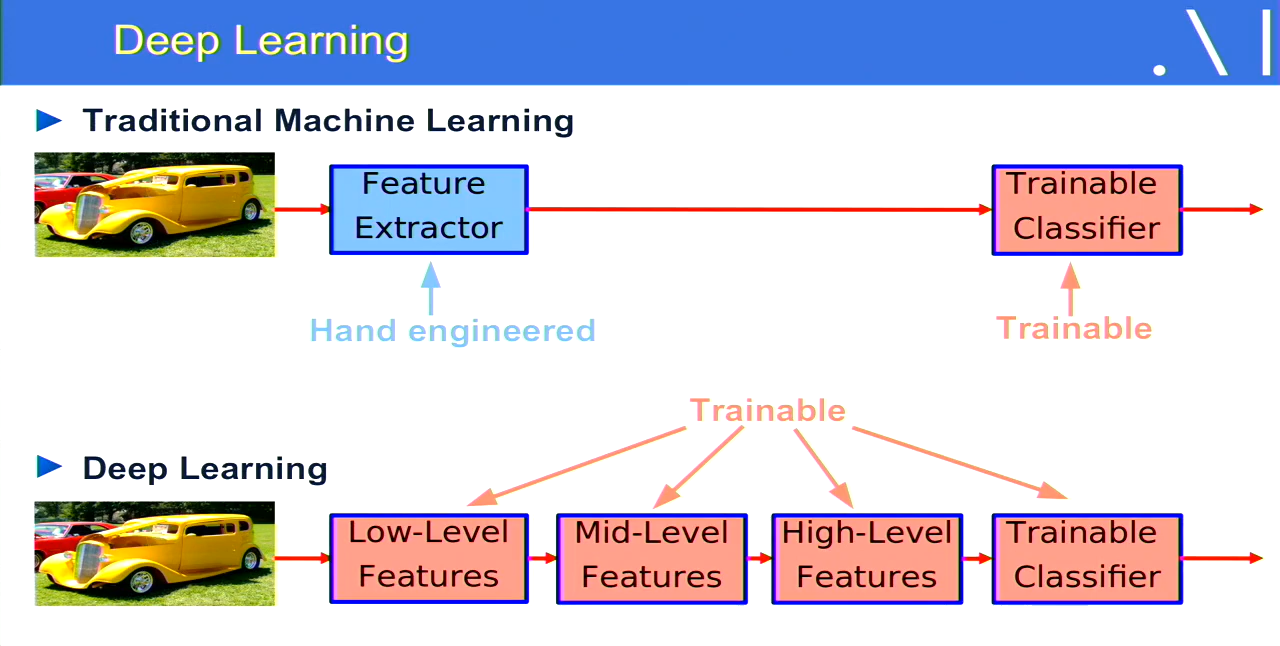 Deep Learning
Traditional Machine Learning
Feature
Extractor
Trainable
Classifier
Hand engineered
Trainable
Trainable
Deep Learning
Low-Level
Features
Mid-Level
Features
High-Level
Features
Trainable
Classifier